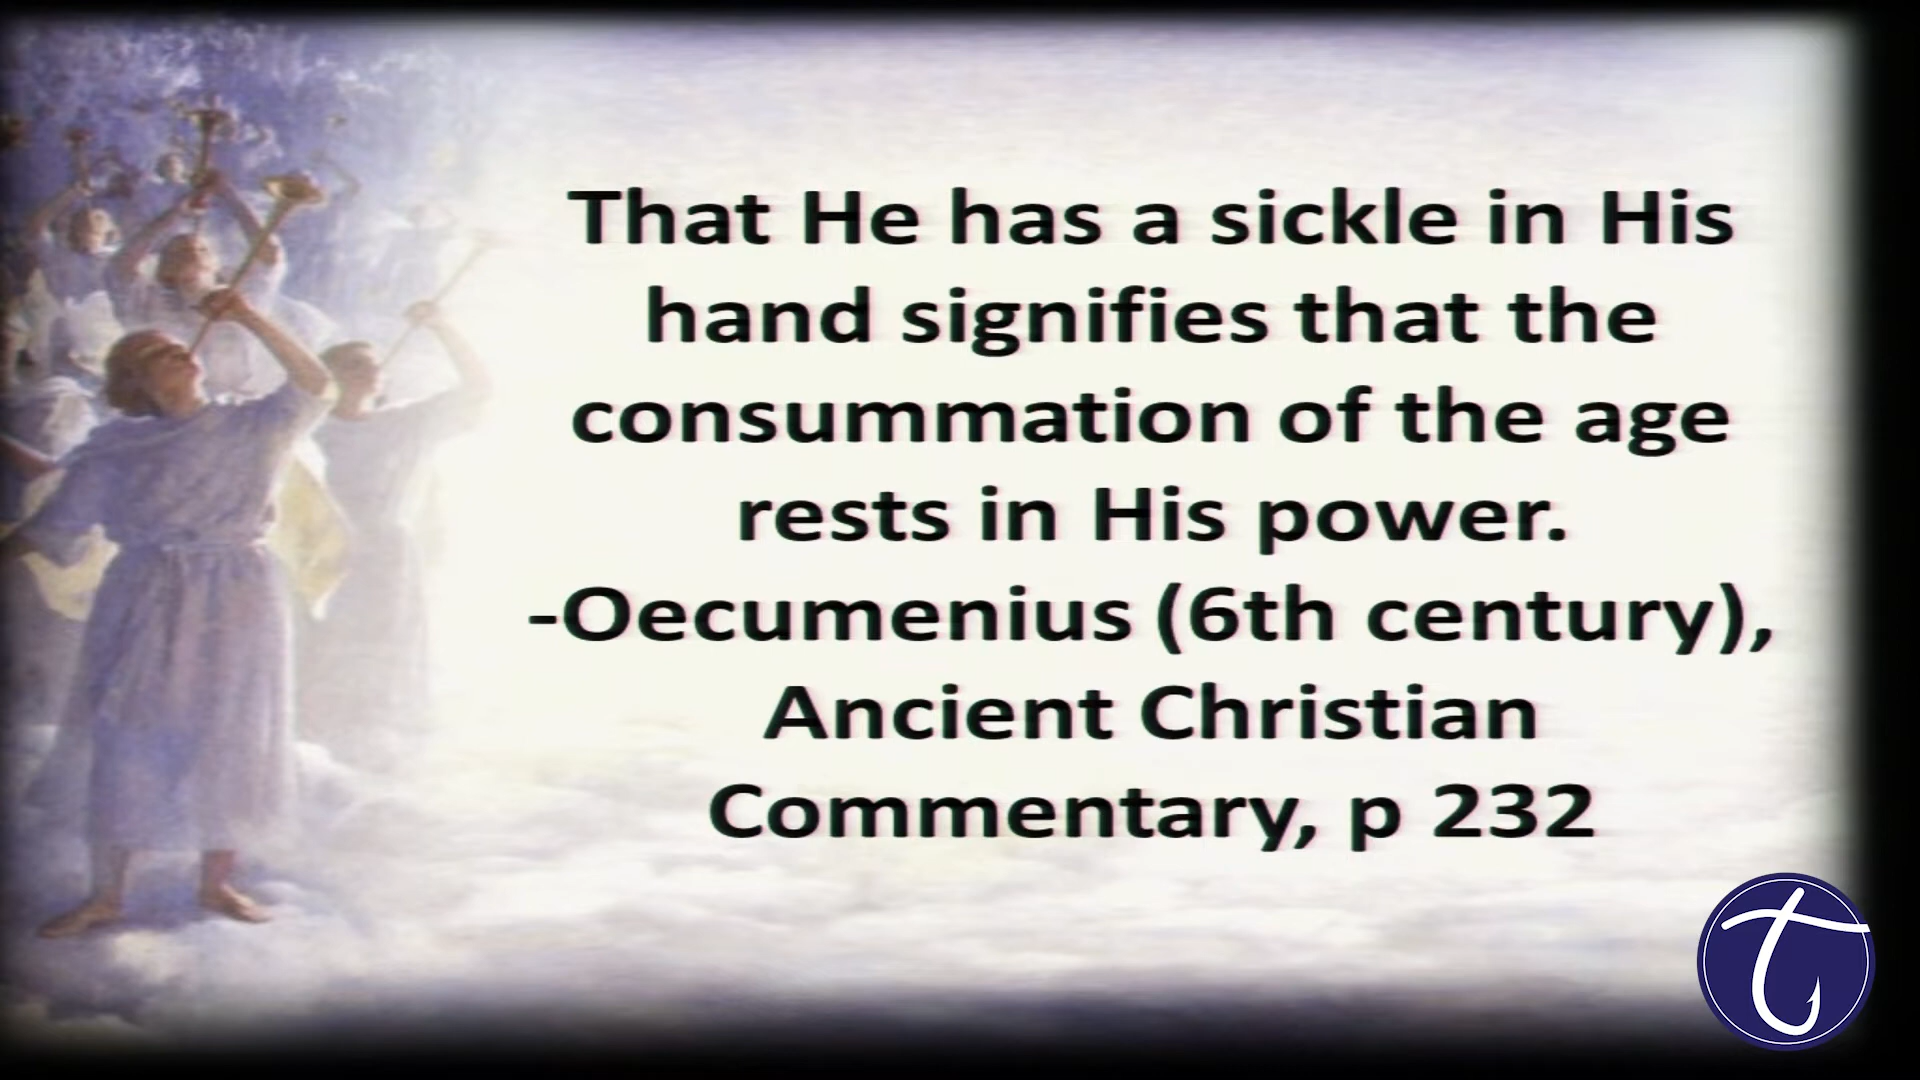 That He has a sickle in His
hand signifies that the
consummation of the age
rests in His power.
-Oecumenius (6th century),
Ancient Christian
Commentary, p 232